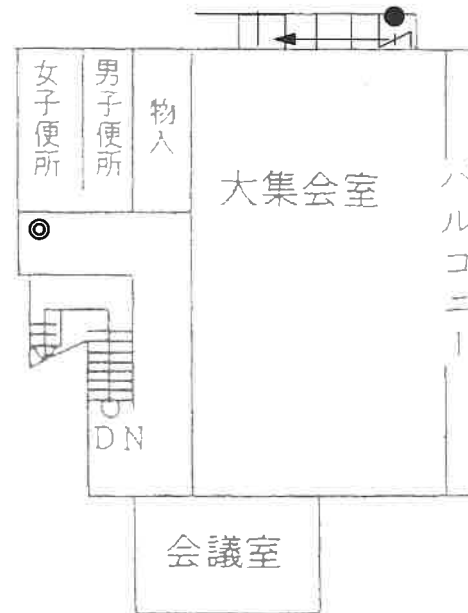 女子便所
男子便所
物入
大集会室
バルコニー
DN
会議室